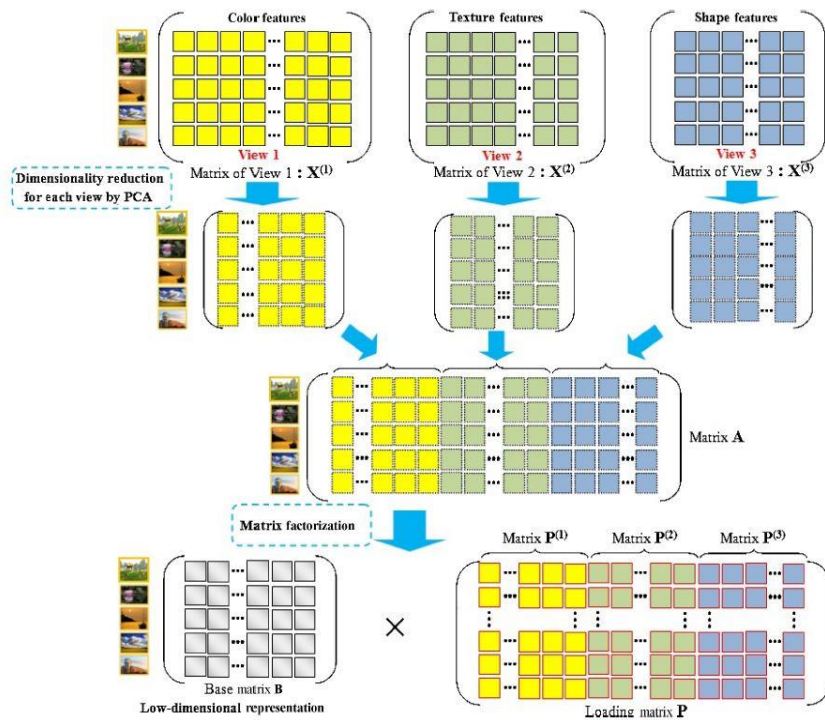 Color features
Texture features
Shape features
View 1
View 2
View 3
Matrix of View 1 : X(1)
Matrix of View 2 : X(2)
Matrix of View 3 : X(3)
Dimensionality reduction
for each view by PCA
Matrix A
Matrix factorization
Matrix P(1)
Matrix P(2)
Matrix P(3)
×
Base matrix B
Low-dimensional representation
Loading matrix P